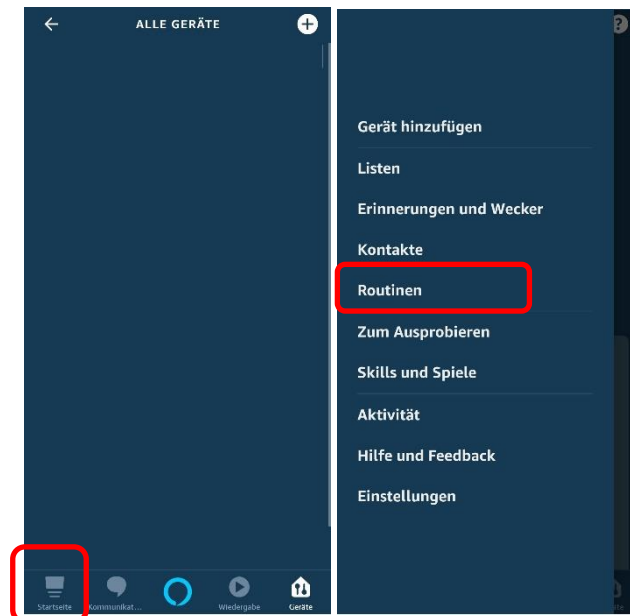 ALLE GERÄTE
Startseite
Kommunikat...
Wiedergabe
Geräte
Gerät hinzufügen
Listen
Erinnerungen und Wecker
Kontakte
Routinen
Zum Ausprobieren
Skills und Spiele
Aktivität
Hilfe und Feedback
Einstellungen
?